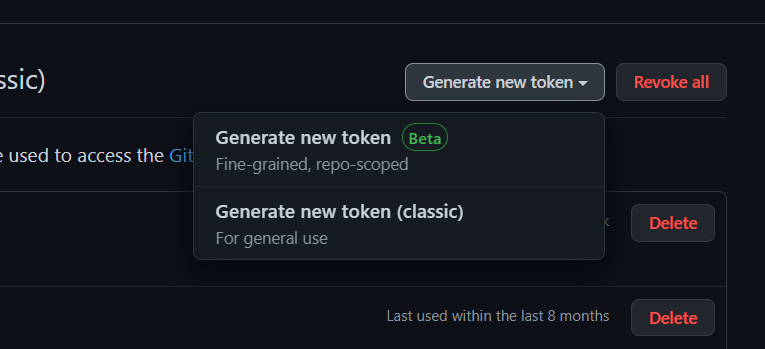 ssic)
Generate new token
Revoke all
Generate new token Beta
Fine-grained, repo-scoped
e used to access the Git
Generate new token (classic)
For general use
k
Delete
Last used within the last 8 months
Delete